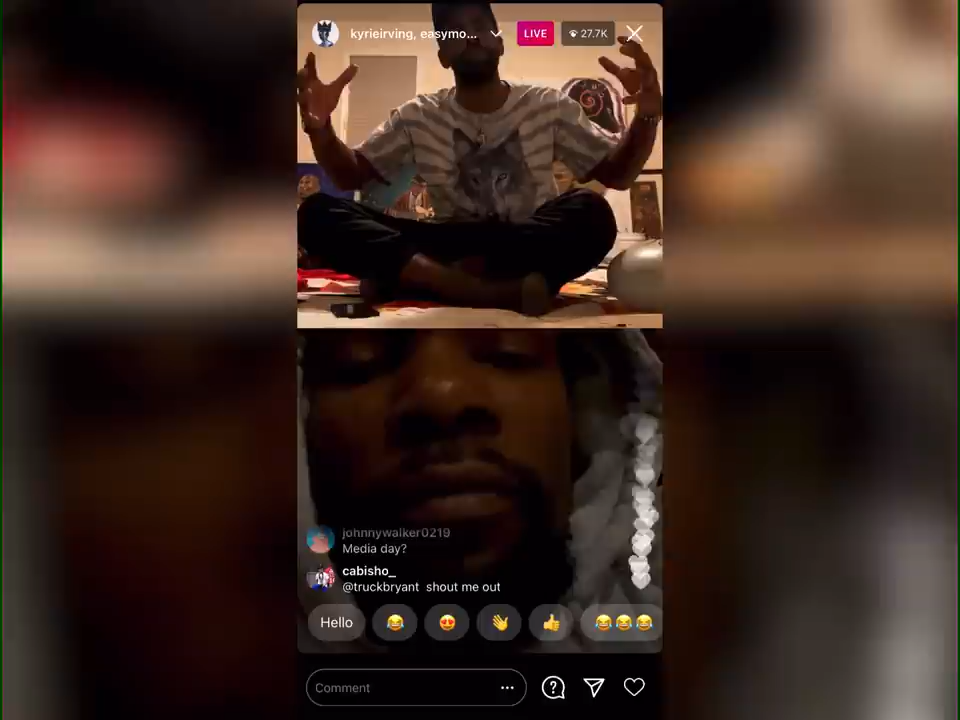 kyrieirving, easymo...
LIVE
27.7K
johnnywalker0219
Media day?
cabisho_
@truckbryant shout me out
Hello
Comment